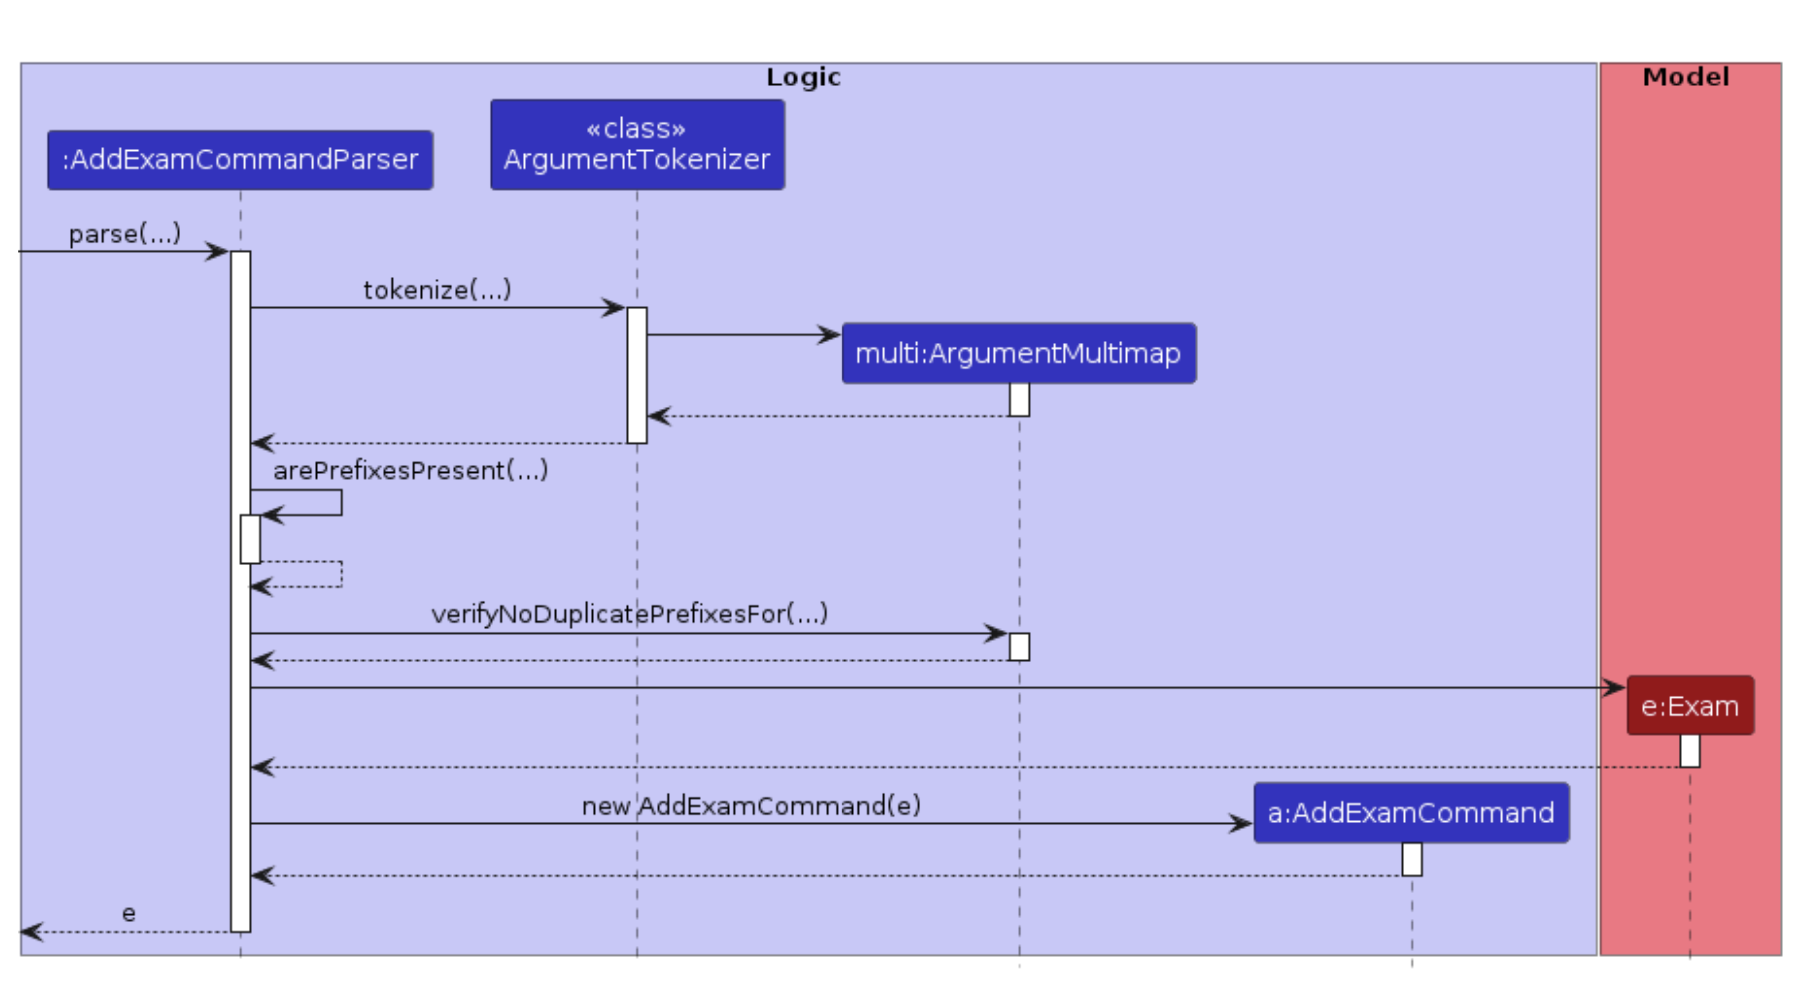 Logic
Model
«class»
ArgumentTokenizer
:AddExamCommandParser
parse(...)
tokenize(...)
multi:ArgumentMultimap
arePrefixesPresent(...)
verifyNoDuplicatePrefixesFor(...)
e:Exam
new AddExamCommand(e)
a:AddExamCommand
e